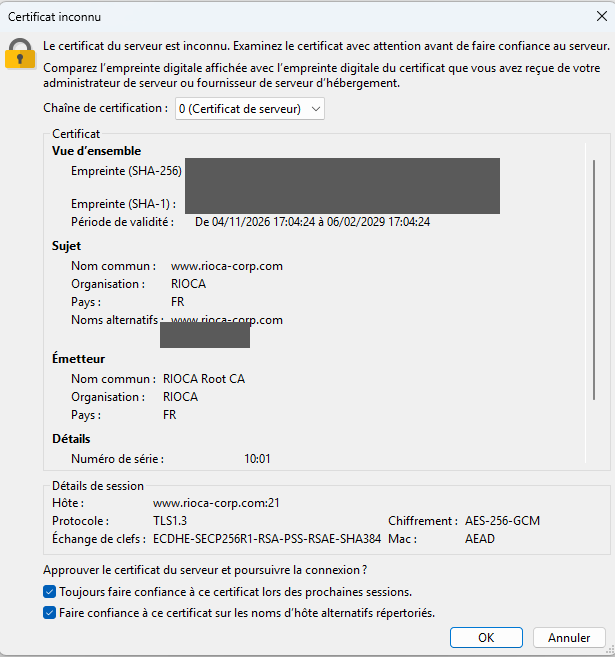 Certificat inconnu
Le certificat du serveur est inconnu. Examinez le certificat avec attention avant de faire confiance au serveur.
Comparez l’empreinte digitale affichée avec l’empreinte digitale du certificat que vous avez reçue de votre
administrateur de serveur ou fournisseur de serveur d’hébergement.
Chaîne de certification : 0 (Certificat de serveur)
Certificat
Vue d’ensemble
Empreinte (SHA-256)
Empreinte (SHA-1) :
Période de validité : De 04/11/2026 17:04:24 à 06/02/2029 17:04:24
Sujet
Nom commun : www.rioca-corp.com
Organisation : RIOCA
Pays : FR
Noms alternatifs : www.rioca-corp.com
Émetteur
Nom commun : RIOCA Root CA
Organisation : RIOCA
Pays : FR
Détails
Numéro de série : 10:01
Détails de session
Hôte : www.rioca-corp.com:21
Protocole : TLS1.3 Chiffrement : AES-256-GCM
Échange de clefs : ECDHE-SECP256R1-RSA-PSS-RSAE-SHA384 Mac : AEAD
Approuver le certificat du serveur et poursuivre la connexion ?
Toujours faire confiance à ce certificat lors des prochaines sessions.
Faire confiance à ce certificat sur les noms d’hôte alternatifs répertoriés.
OK Annuler